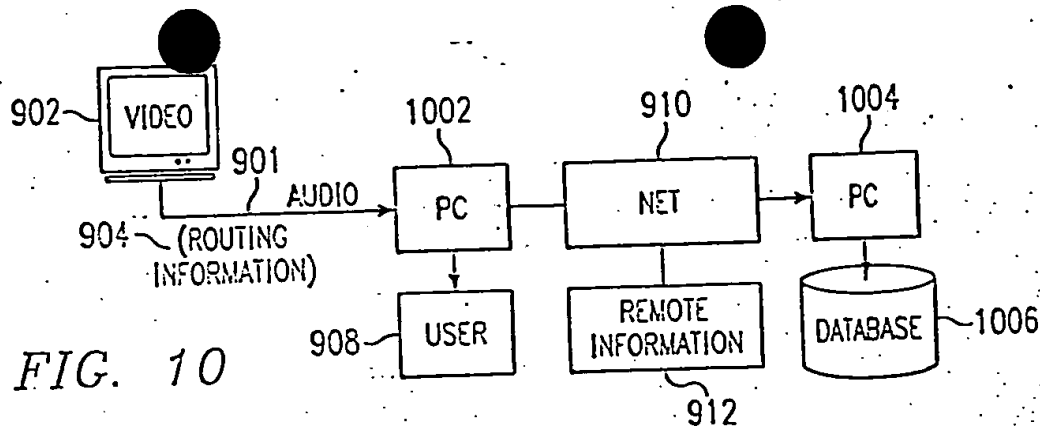 902
VIDEO
901
AUDIO
904
(ROUTING
INFORMATION)
1002
PC
908
USER
910
NET
REMOTE
INFORMATION
912
1004
PC
DATABASE
1006
FIG. 10